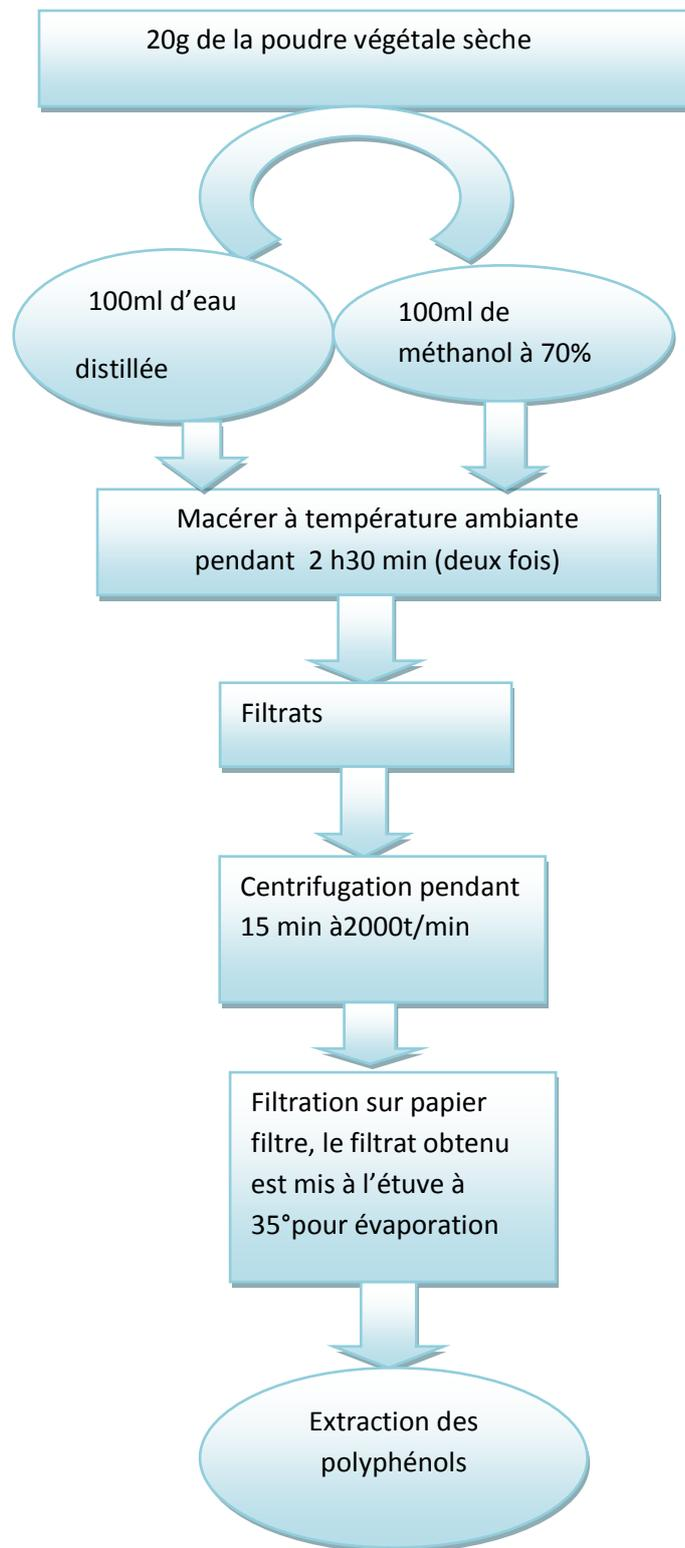 20g de la poudre végétale sèche
100ml d’eau
distillée
100ml de
méthanol à 70%
Macérer à température ambiante
pendant 2 h30 min (deux fois)
Filtrats
Centrifugation pendant
15 min à2000t/min
Filtration sur papier
filtre, le filtrat obtenu
est mis à l’étuve à
35°pour évaporation
Extraction des
polyphénols